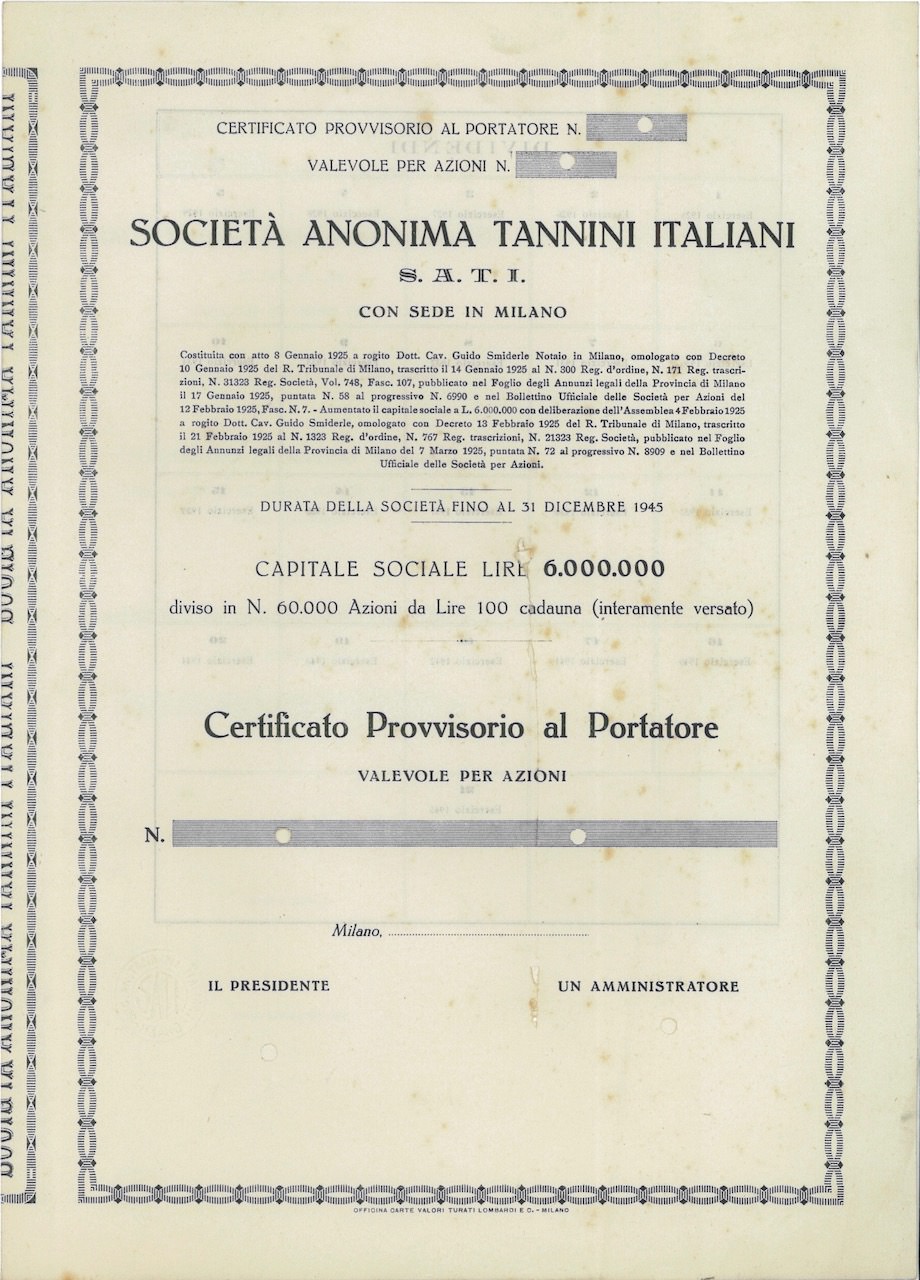 CERTIFICATO PROVVISORIO AL PORTATORE N.
VALEVOLE PER AZIONI N.
SOCIETÀ ANONIMA TANNINI ITALIANI
S. A. T. I.
CON SEDE IN MILANO
Costituita con atto 8 Gennaio 1925 a rogito Dott. Cav. Guido Smiderle Notaio in Milano, omologato con Decreto
10 Gennaio 1925 del R. Tribunale di Milano, trascritto il 14 Gennaio 1925 al N. 300 Reg. d'ordine, N. 171 Reg. trascri-
zioni, N. 31323 Reg. Società, Vol. 748, Fasc. 107, pubblicato nel Foglio degli Annunzi legali della Provincia di Milano
il 17 Gennaio 1925, puntata N. 58 al progressivo N. 6990 e nel Bollettino Ufficiale delle Società per Azioni del
12 Febbraio 1925, Fasc. N. 7. - Aumentato il capitale sociale a L. 6.000.000 con deliberazione dell'Assemblea 4 Febbraio 1925
a rogito Dott. Cav. Guido Smiderle, omologato con Decreto 13 Febbraio 1925 del R. Tribunale di Milano, trascritto
il 21 Febbraio 1925 al N. 1323 Reg. d'ordine, N. 767 Reg. trascrizioni, N. 21323 Reg. Società, pubblicato nel Foglio
degli Annunzi legali della Provincia di Milano del 7 Marzo 1925, puntata N. 72 al progressivo N. 8909 e nel Bollettino
Ufficiale delle Società per Azioni.
DURATA DELLA SOCIETÀ FINO AL 31 DICEMBRE 1945
CAPITALE SOCIALE LIRE 6.000.000
diviso in N. 60.000 Azioni da Lire 100 cadauna (interamente versato)
Certificato Provvisorio al Portatore
VALEVOLE PER AZIONI
N.
Milano,
IL PRESIDENTE
UN AMMINISTRATORE
OFFICINA CARTE VALORI TURATI LOMBARDI E C. - MILANO